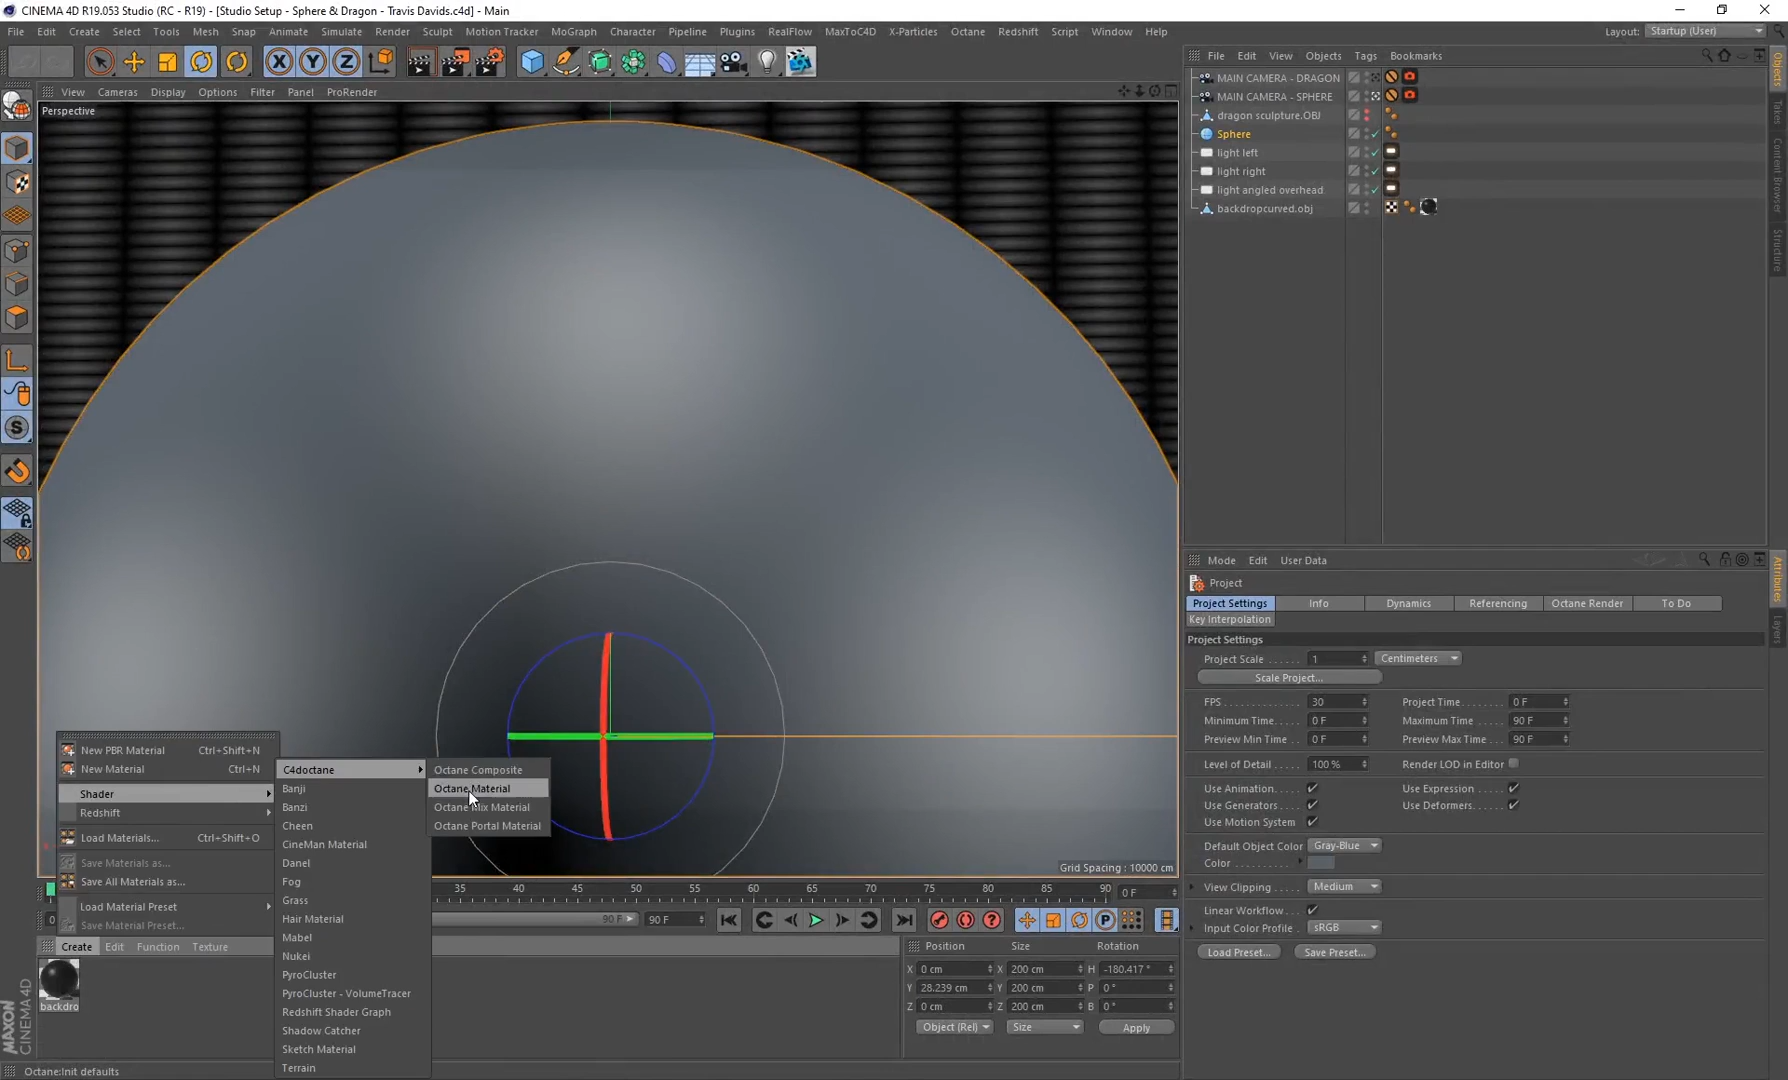 CINEMA 4D R19.053 Studio (RC - R19) - [Studio Setup - Sphere & Dragon - Travis Davids.c4d] - Main
File Edit Create Select Tools Mesh Snap Animate Simulate Render Sculpt Motion Tracker MoGraph Character Pipeline Plugins RealFlow MaxToC4D X-Particles Octane Redshift Script Window Help
Layout: Startup (User)
View Cameras Display Options Filter Panel ProRender
Perspective
File Edit View Objects Tags Bookmarks
MAIN CAMERA - DRAGON
MAIN CAMERA - SPHERE
dragon sculpture.OBJ
Sphere
light left
light right
light angled overhead
backdropcurved.obj
Objects
Takes
Content Browser
Structure
Mode Edit User Data
Project
Project Settings Info Dynamics Referencing Octane Render To Do
Key Interpolation
Project Settings
Project Scale 1 Centimeters
Scale Project...
FPS 30 Project Time 0 F
Minimum Time 0 F Maximum Time 90 F
Preview Min Time 0 F Preview Max Time 90 F
Level of Detail 100 % Render LOD in Editor
Use Animation Use Expression
Use Generators Use Deformers
Use Motion System
Default Object Color Gray-Blue
Color
View Clipping Medium
Linear Workflow
Input Color Profile sRGB
Load Preset... Save Preset...
Attributes
Layers
New PBR Material Ctrl+Shift+N
New Material Ctrl+N
Shader
Redshift
Load Materials... Ctrl+Shift+O
Save Materials as...
Save All Materials as...
Load Material Preset
Save Material Preset...
C4doctane
Banji
Banzi
Cheen
CineMan Material
Danel
Fog
Grass
Hair Material
Mabel
Nukei
PyroCluster
PyroCluster - VolumeTracer
Redshift Shader Graph
Shadow Catcher
Sketch Material
Terrain
Octane Composite
Octane Material
Octane Mix Material
Octane Portal Material
Grid Spacing : 10000 cm
35 40 45 50 55 60 65 70 75 80 85 90 0 F
0 90 F 90 F
Create Edit Function Texture
backdro
Position Size Rotation
X 0 cm X 200 cm H -180.417 °
Y 28.239 cm Y 200 cm P 0 °
Z 0 cm Z 200 cm B 0 °
Object (Rel) Size Apply
MAXON
CINEMA 4D
Octane:Init defaults